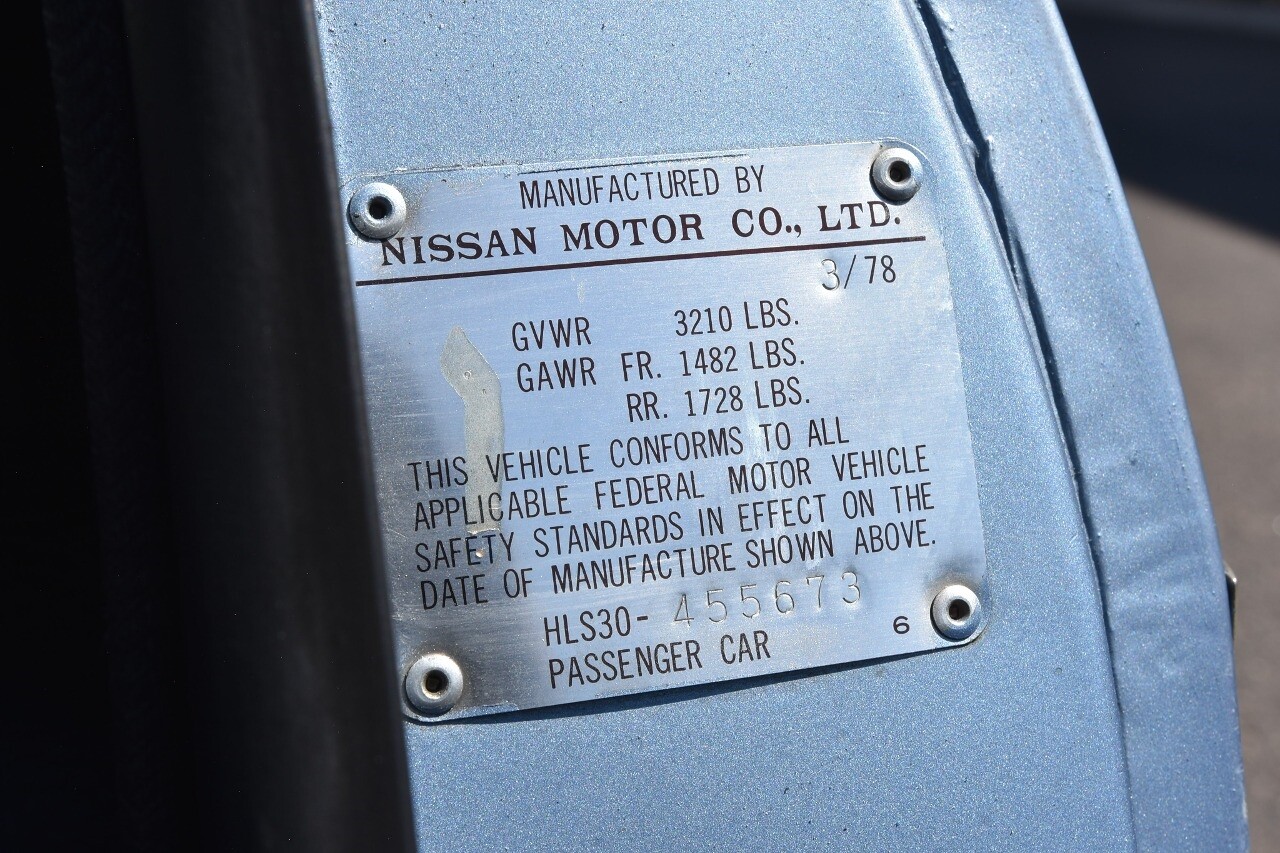 MANUFACTURED BY
NISSAN MOTOR CO., LTD.
3/78
GVWR 3210 LBS.
GAWR FR. 1482 LBS.
RR. 1728 LBS.
THIS VEHICLE CONFORMS TO ALL
APPLICABLE FEDERAL MOTOR VEHICLE
SAFETY STANDARDS IN EFFECT ON THE
DATE OF MANUFACTURE SHOWN ABOVE.
HLS30- 455673
PASSENGER CAR 6